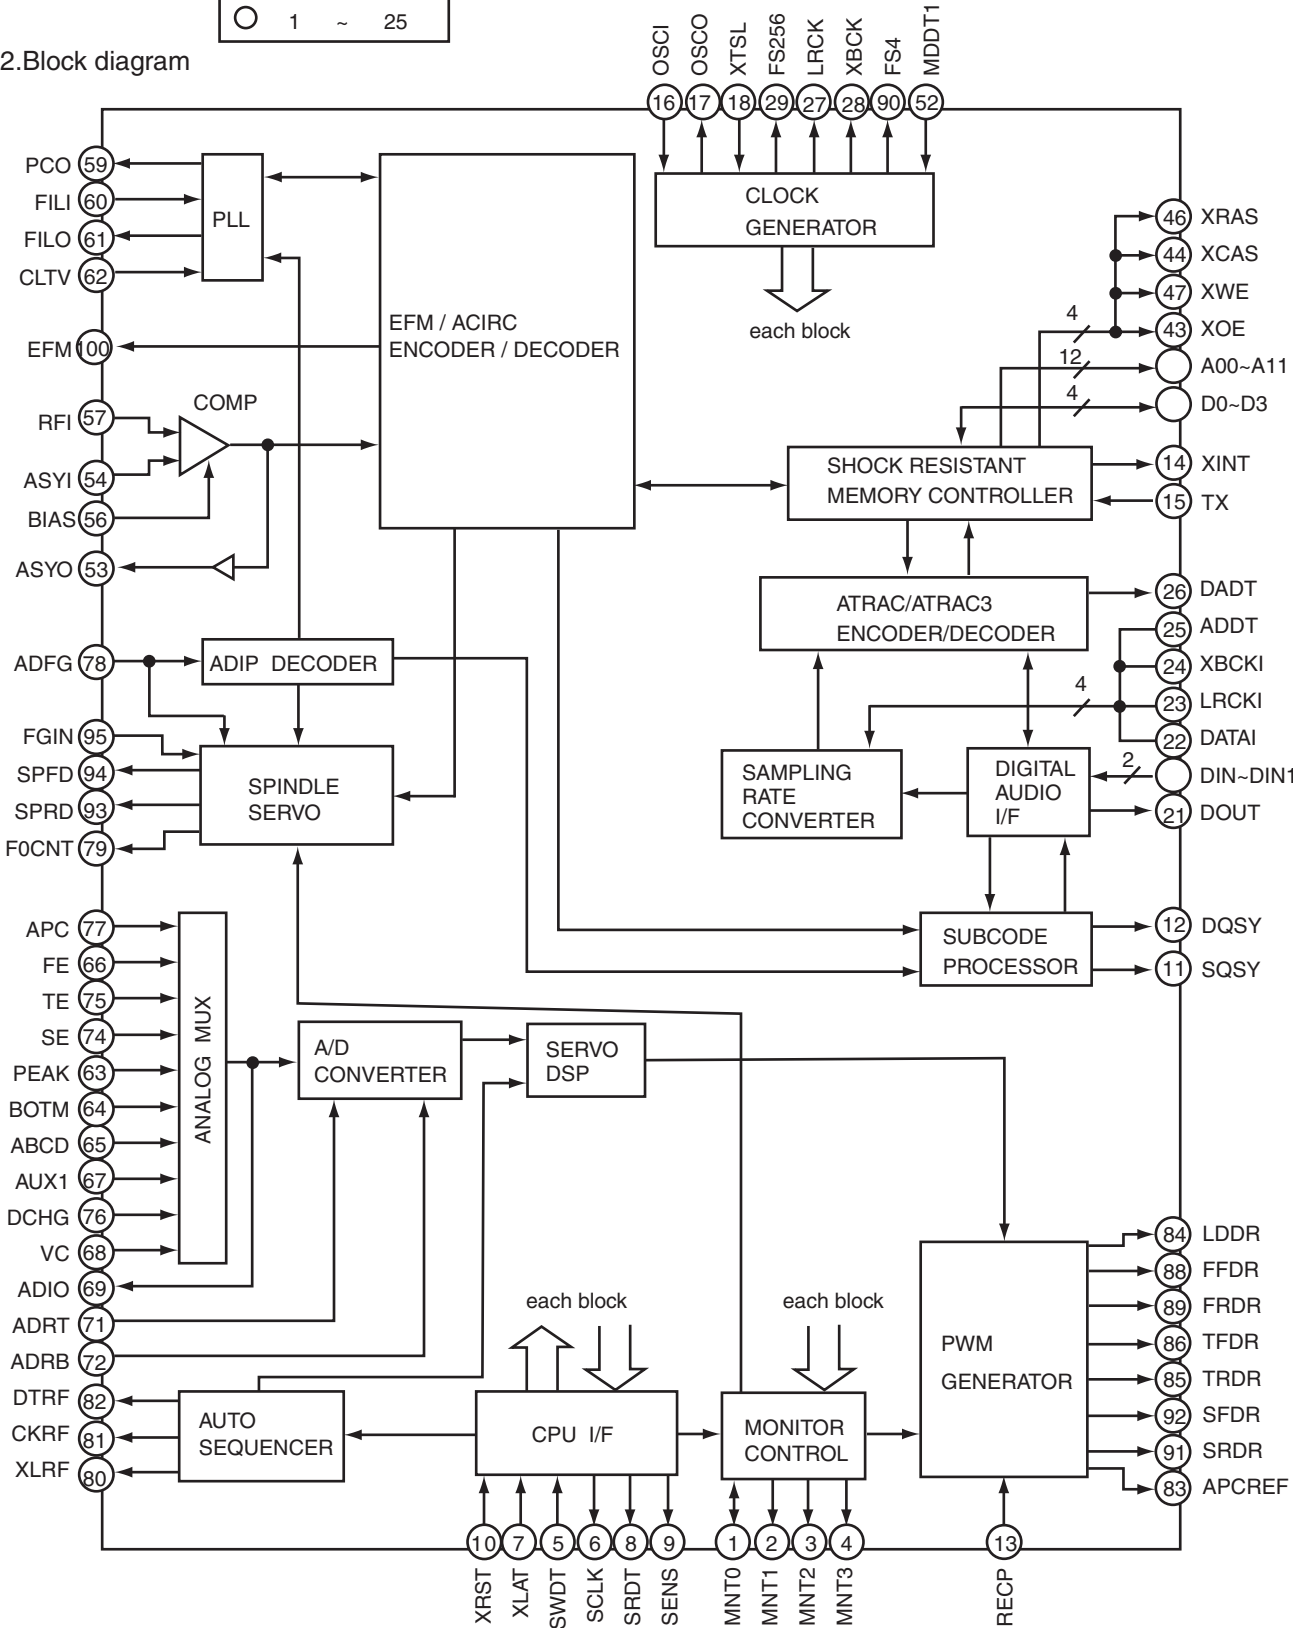 1 ~ 25
2.Block diagram
OSCI
OSCO
XTSL
FS256
LRCK
XBCK
FS4
MDDT1
16
17
18
29
27
28
90
52
CLOCK
GENERATOR
each block
PCO 59
FILI 60
FILO 61
CLTV 62
PLL
EFM 100
EFM / ACIRC
ENCODER / DECODER
COMP
RFI 57
ASYI 54
BIAS 56
ASYO 53
46 XRAS
44 XCAS
47 XWE
4
43 XOE
12
A00~A11
4
D0~D3
SHOCK RESISTANT
MEMORY CONTROLLER
14 XINT
15 TX
ATRAC/ATRAC3
ENCODER/DECODER
26 DADT
25 ADDT
24 XBCKI
4
23 LRCKI
22 DATAI
2
DIN~DIN1
21 DOUT
ADFG 78
ADIP DECODER
FGIN 95
SPFD 94
SPRD 93
F0CNT 79
SPINDLE
SERVO
SAMPLING
RATE
CONVERTER
DIGITAL
AUDIO
I/F
SUBCODE
PROCESSOR
12 DQSY
11 SQSY
APC 77
FE 66
TE 75
SE 74
PEAK 63
BOTM 64
ABCD 65
AUX1 67
DCHG 76
VC 68
ADIO 69
ADRT 71
ADRB 72
ANALOG MUX
A/D
CONVERTER
SERVO
DSP
DTRF 82
CKRF 81
XLRF 80
AUTO
SEQUENCER
each block
CPU I/F
each block
MONITOR
CONTROL
PWM
GENERATOR
84 LDDR
88 FFDR
89 FRDR
86 TFDR
85 TRDR
92 SFDR
91 SRDR
83 APCREF
10
7
5
6
8
9
1
2
3
4
13
XRST
XLAT
SWDT
SCLK
SRDT
SENS
MNT0
MNT1
MNT2
MNT3
RECP